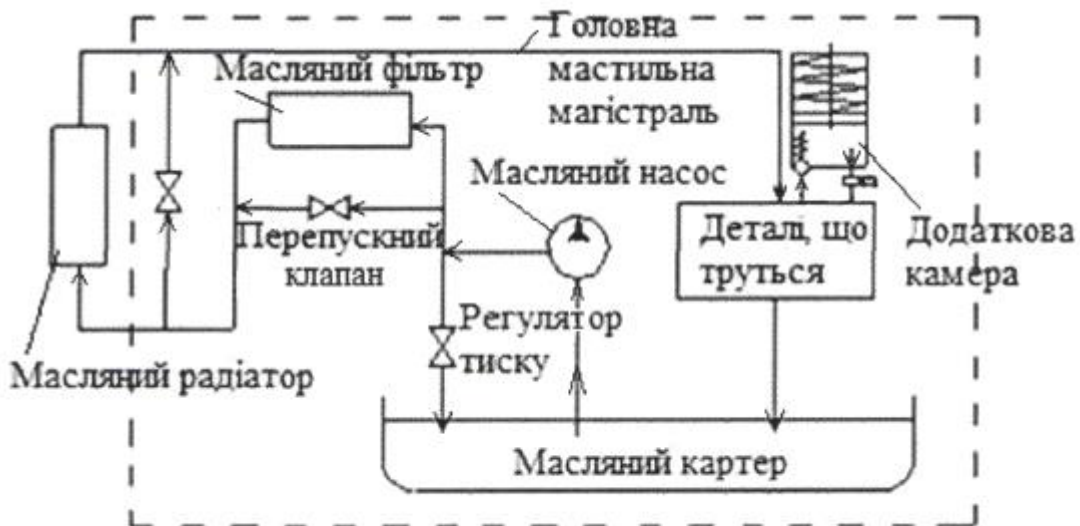 Головна
мастильна
магістраль
Масляний фільтр
Масляний насос
Перепускний
клапан
Деталі, що
труться
Додаткова
камера
Регулятор
тиску
Масляний радіатор
Масляний картер